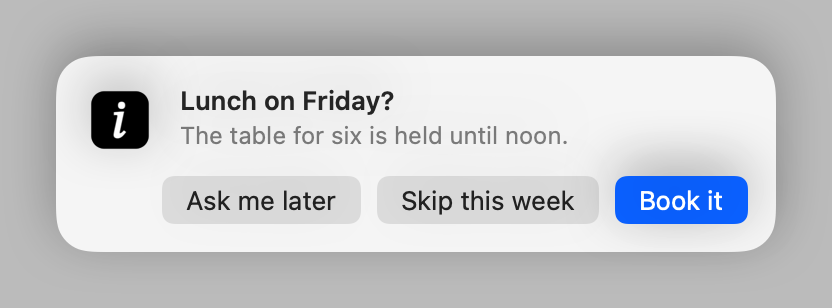 Lunch on Friday?
The table for six is held until noon.
Ask me later Skip this week Book it